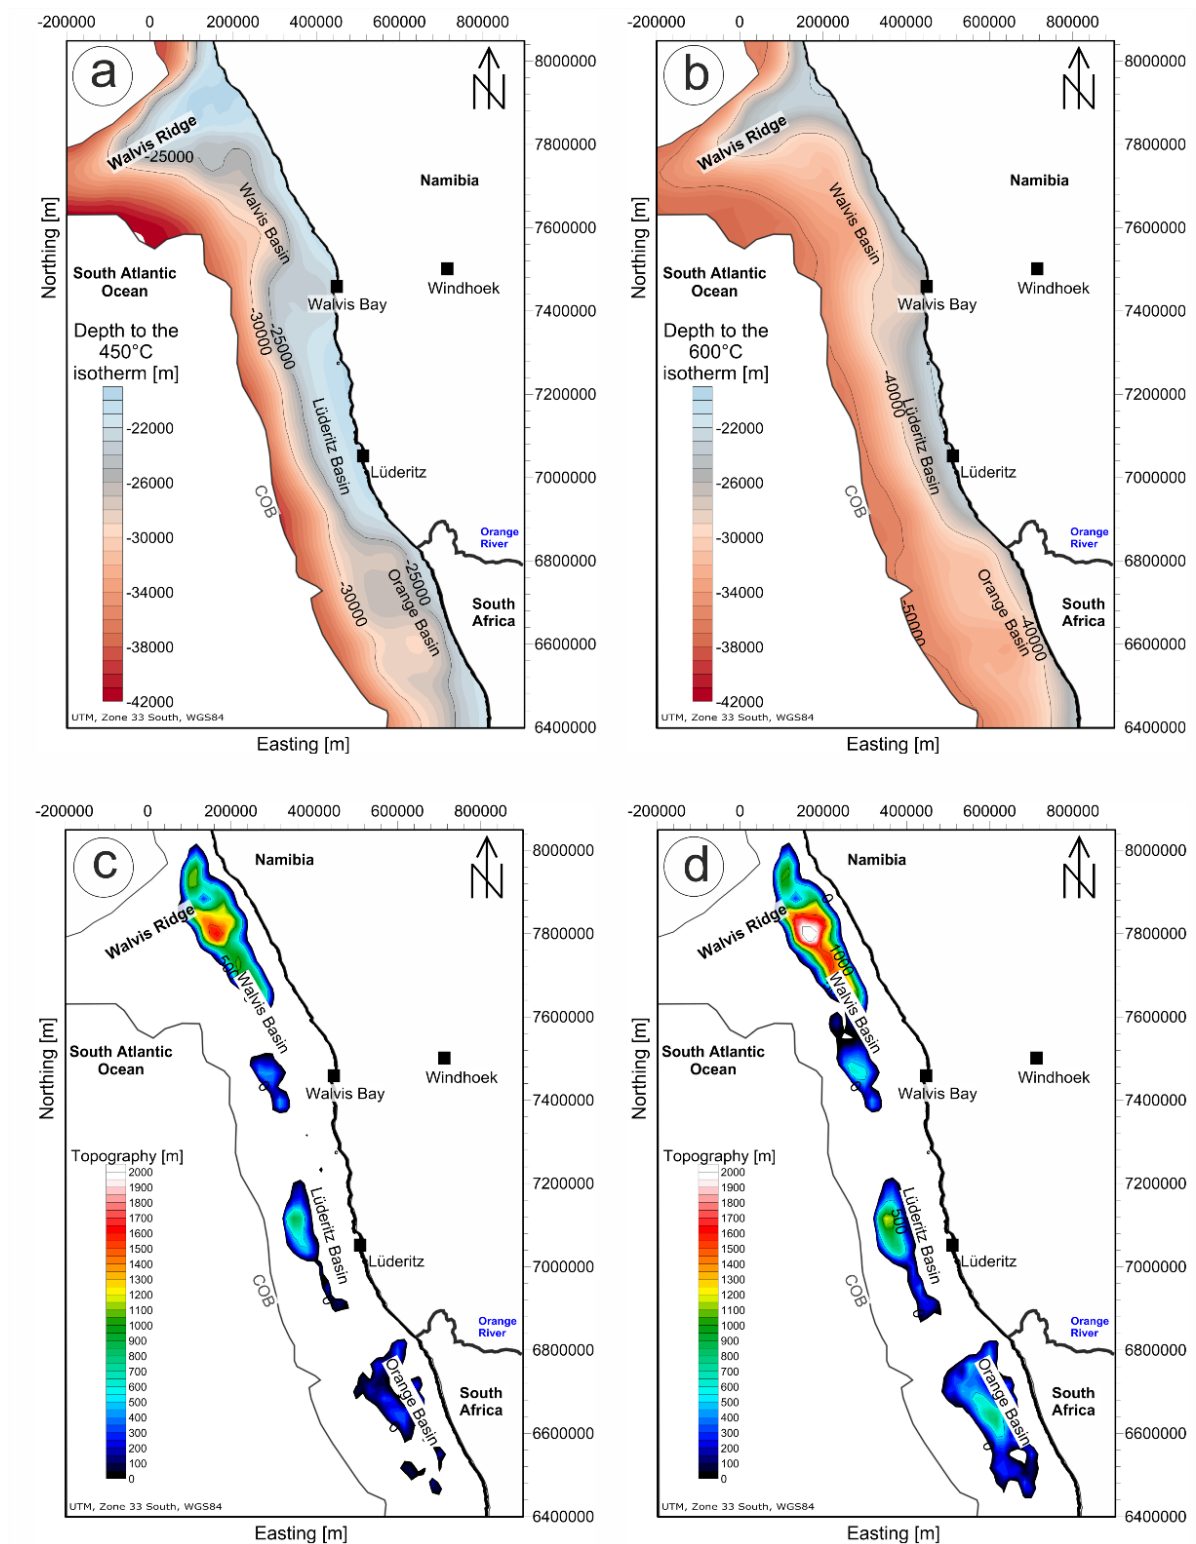 -200000 0 200000 400000 600000 800000
a
N
8000000
Walvis Ridge
7800000
-25000
Namibia
Walvis Basin
7600000
Northing [m]
South Atlantic
Ocean
Windhoek
Walvis Bay
7400000
-30000
-25000
Depth to the
450°C
isotherm [m]
7200000
-22000
Lüderitz Basin
Lüderitz
7000000
-26000
COB
-30000
Orange
River
6800000
-25000
-34000
-30000
Orange Basin
South
Africa
6600000
-38000
-42000
UTM, Zone 33 South, WGS84
6400000
Easting [m]
-200000 0 200000 400000 600000 800000
b
N
8000000
Walvis Ridge
7800000
Namibia
Walvis Basin
7600000
Northing [m]
South Atlantic
Ocean
Windhoek
Walvis Bay
7400000
Depth to the
600°C
isotherm [m]
7200000
-40000
-22000
Lüderitz Basin
Lüderitz
7000000
-26000
COB
-30000
Orange
River
6800000
-34000
-50000
Orange Basin
-40000
South
Africa
6600000
-38000
-42000
UTM, Zone 33 South, WGS84
6400000
Easting [m]
-200000 0 200000 400000 600000 800000
c
Namibia
N
8000000
Walvis Ridge
7800000
500
Walvis Basin
7600000
Northing [m]
South Atlantic
Ocean
Windhoek
0
Walvis Bay
7400000
Topography [m]
2000
1900
1800
1700
1600
1500
1400
1300
1200
1100
1000
900
800
700
600
500
400
300
200
100
0
7200000
Lüderitz Basin
Lüderitz
7000000
0
COB
Orange
River
6800000
Orange Basin
South
Africa
0
6600000
UTM, Zone 33 South, WGS84
6400000
Easting [m]
-200000 0 200000 400000 600000 800000
d
Namibia
N
8000000
0
Walvis Ridge
7800000
1000
Walvis Basin
7600000
Northing [m]
South Atlantic
Ocean
Windhoek
0
Walvis Bay
7400000
Topography [m]
2000
1900
1800
1700
1600
1500
1400
1300
1200
1100
1000
900
800
700
600
500
400
300
200
100
0
7200000
500
Lüderitz Basin
Lüderitz
7000000
0
COB
Orange
River
6800000
Orange Basin
South
Africa
0
6600000
UTM, Zone 33 South, WGS84
6400000
Easting [m]